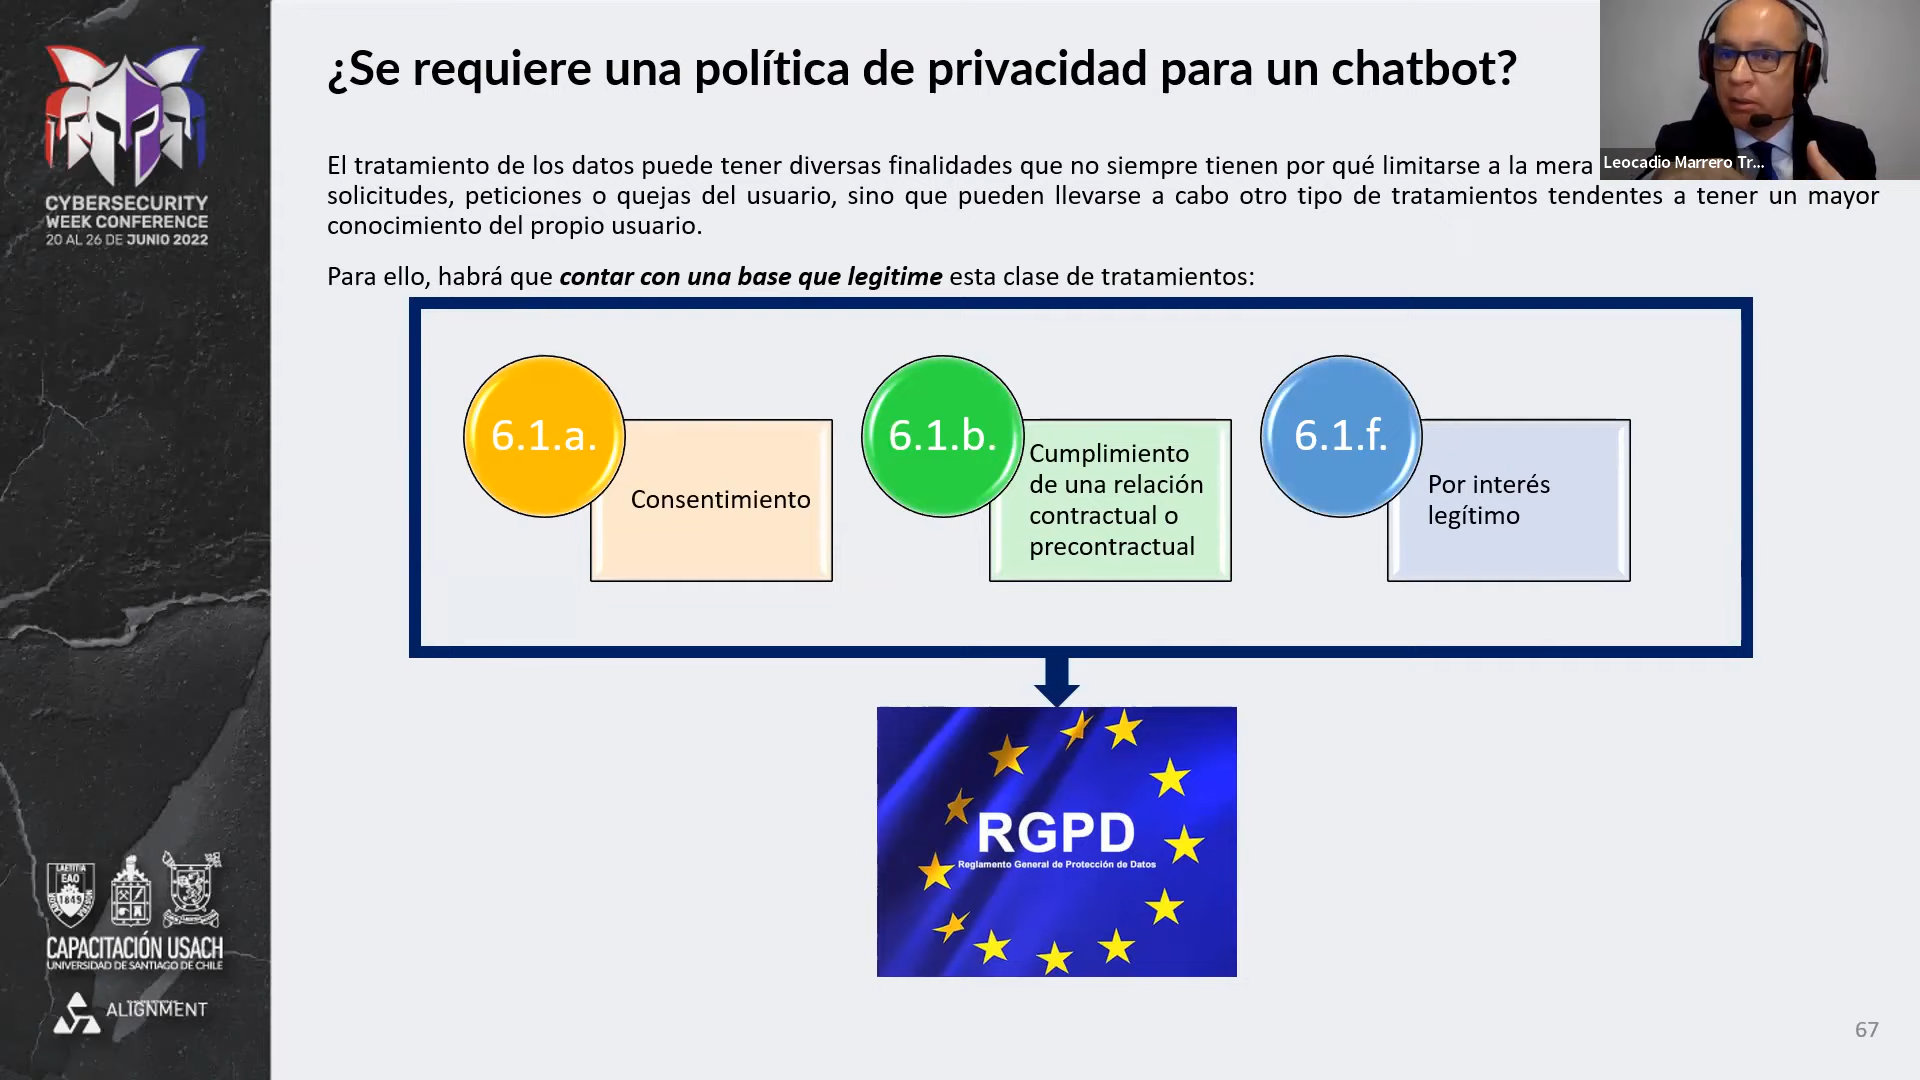 ¿Se requiere una política de privacidad para un chatbot?
Leocadio Marrero Tr...
El tratamiento de los datos puede tener diversas finalidades que no siempre tienen por qué limitarse a la mera
solicitudes, peticiones o quejas del usuario, sino que pueden llevarse a cabo otro tipo de tratamientos tendentes a tener un mayor
conocimiento del propio usuario.
Para ello, habrá que contar con una base que legitime esta clase de tratamientos:
6.1.a.
Consentimiento
6.1.b.
Cumplimiento
de una relación
contractual o
precontractual
6.1.f.
Por interés
legítimo
RGPD
Reglamento General de Protección de Datos
CYBERSECURITY
WEEK CONFERENCE
20 AL 26 DE JUNIO 2022
LAETITIA
EAO
1849
CAPACITACIÓN USACH
UNIVERSIDAD DE SANTIAGO DE CHILE
ALIGNMENT
67